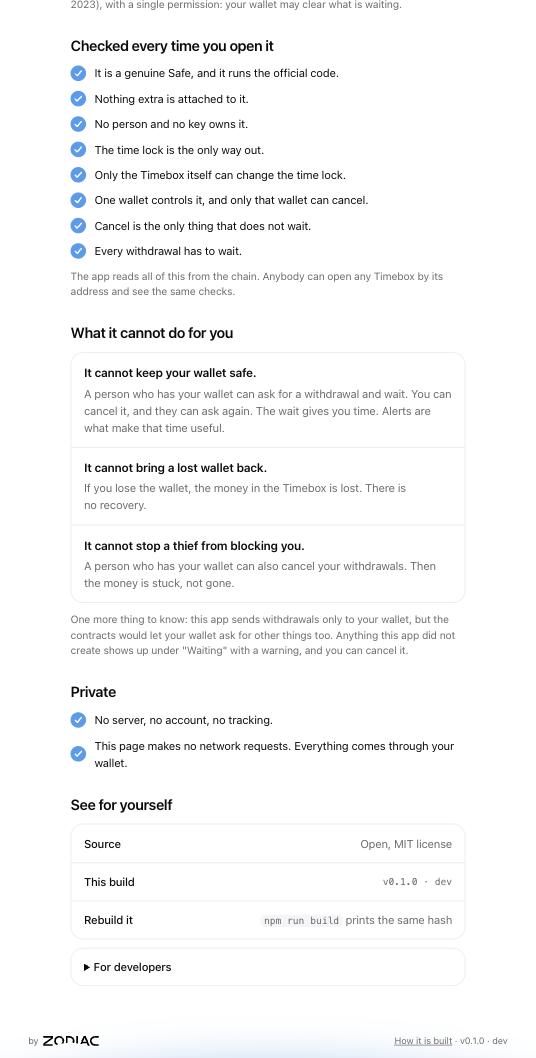 2023), with a single permission: your wallet may clear what is waiting.
Checked every time you open it
It is a genuine Safe, and it runs the official code.
Nothing extra is attached to it.
No person and no key owns it.
The time lock is the only way out.
Only the Timebox itself can change the time lock.
One wallet controls it, and only that wallet can cancel.
Cancel is the only thing that does not wait.
Every withdrawal has to wait.
The app reads all of this from the chain. Anybody can open any Timebox by its
address and see the same checks.
What it cannot do for you
It cannot keep your wallet safe.
A person who has your wallet can ask for a withdrawal and wait. You can
cancel it, and they can ask again. The wait gives you time. Alerts are
what make that time useful.
It cannot bring a lost wallet back.
If you lose the wallet, the money in the Timebox is lost. There is
no recovery.
It cannot stop a thief from blocking you.
A person who has your wallet can also cancel your withdrawals. Then
the money is stuck, not gone.
One more thing to know: this app sends withdrawals only to your wallet, but the
contracts would let your wallet ask for other things too. Anything this app did not
create shows up under "Waiting" with a warning, and you can cancel it.
Private
No server, no account, no tracking.
This page makes no network requests. Everything comes through your
wallet.
See for yourself
Source Open, MIT license
This build v0.1.0 · dev
Rebuild it npm run build prints the same hash
For developers
by ZODIAC How it is built · v0.1.0 · dev